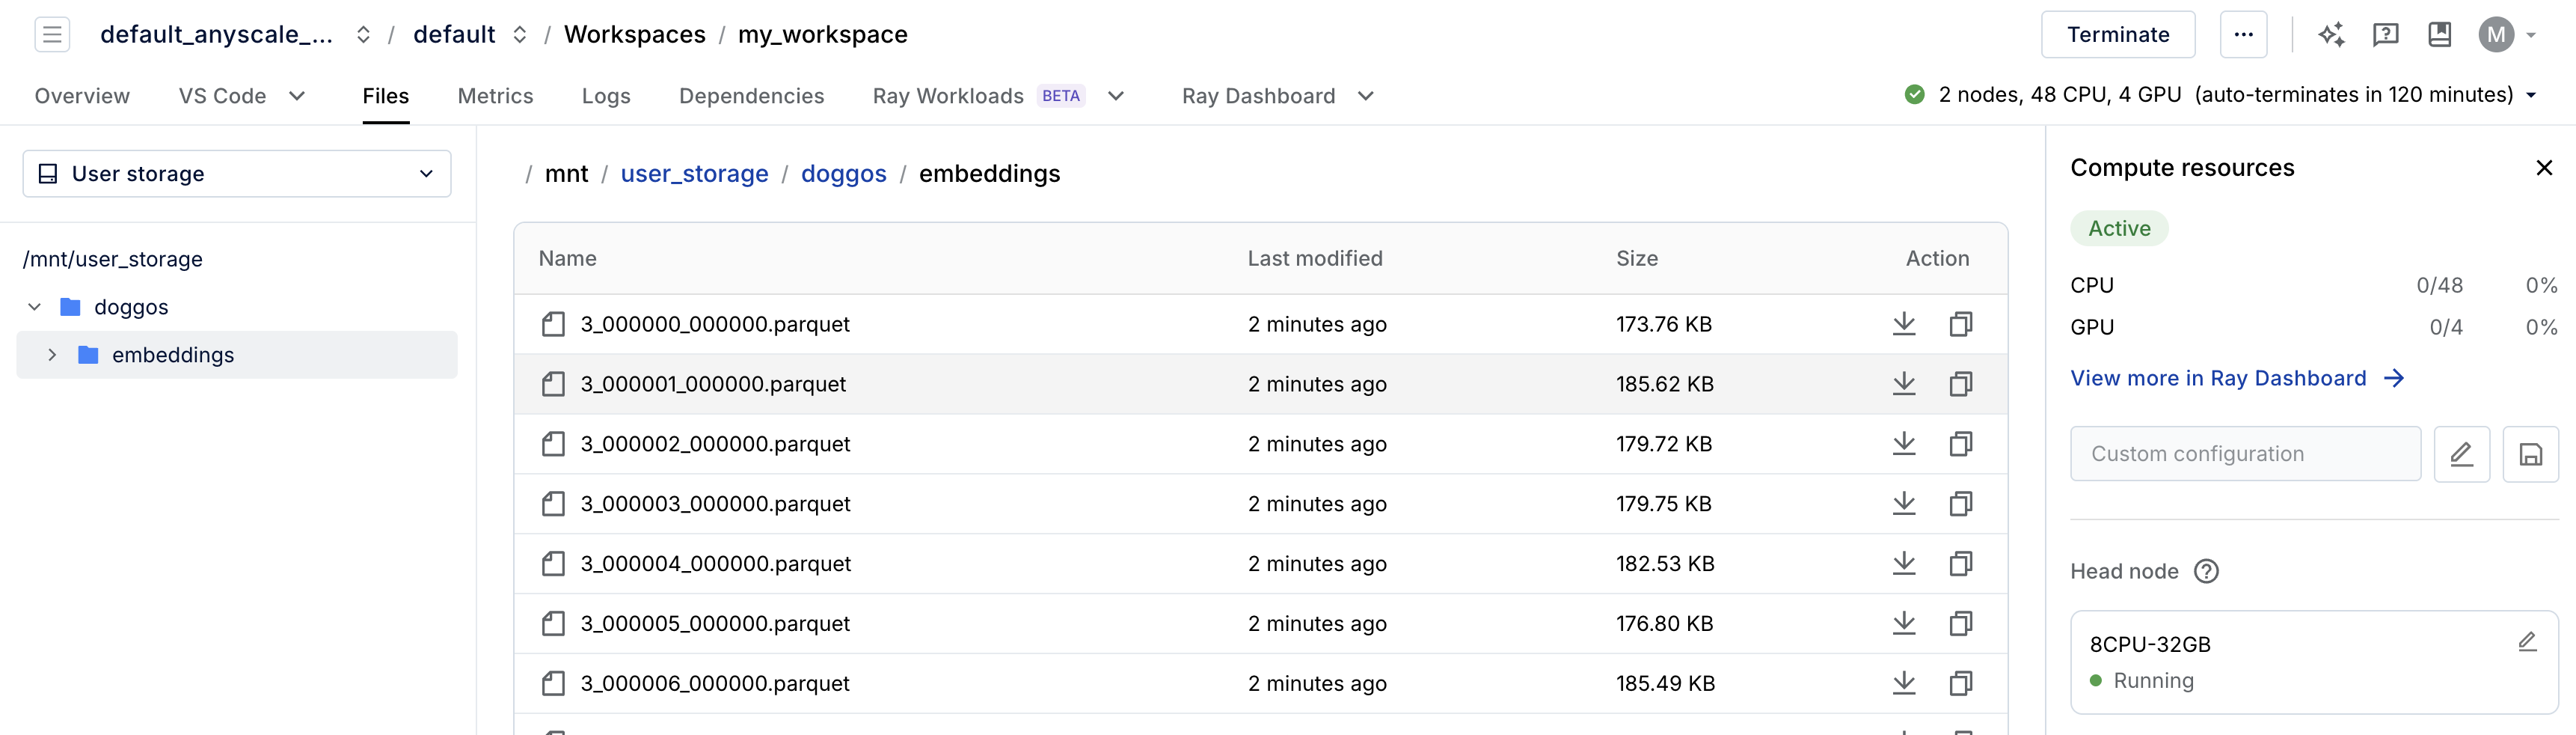 default_anyscale_... / default / Workspaces / my_workspace
Terminate ... M
Overview VS Code Files Metrics Logs Dependencies Ray Workloads BETA Ray Dashboard
2 nodes, 48 CPU, 4 GPU (auto-terminates in 120 minutes)
User storage
/mnt/user_storage
doggos
embeddings
/ mnt / user_storage / doggos / embeddings
Name Last modified Size Action
3_000000_000000.parquet 2 minutes ago 173.76 KB
3_000001_000000.parquet 2 minutes ago 185.62 KB
3_000002_000000.parquet 2 minutes ago 179.72 KB
3_000003_000000.parquet 2 minutes ago 179.75 KB
3_000004_000000.parquet 2 minutes ago 182.53 KB
3_000005_000000.parquet 2 minutes ago 176.80 KB
3_000006_000000.parquet 2 minutes ago 185.49 KB
Compute resources
Active
CPU 0/48 0%
GPU 0/4 0%
View more in Ray Dashboard
Custom configuration
Head node
8CPU-32GB
Running